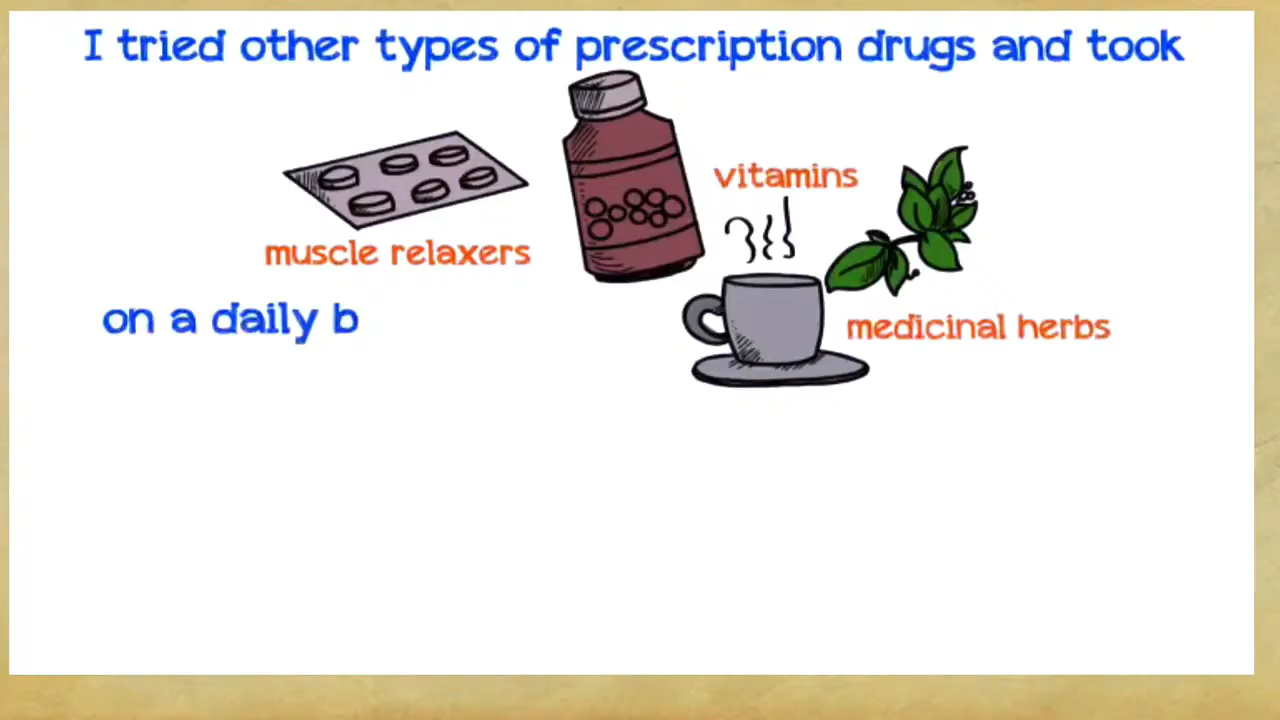 I tried other types of prescription drugs and took
vitamins
muscle relaxers
on a daily b
medicinal herbs